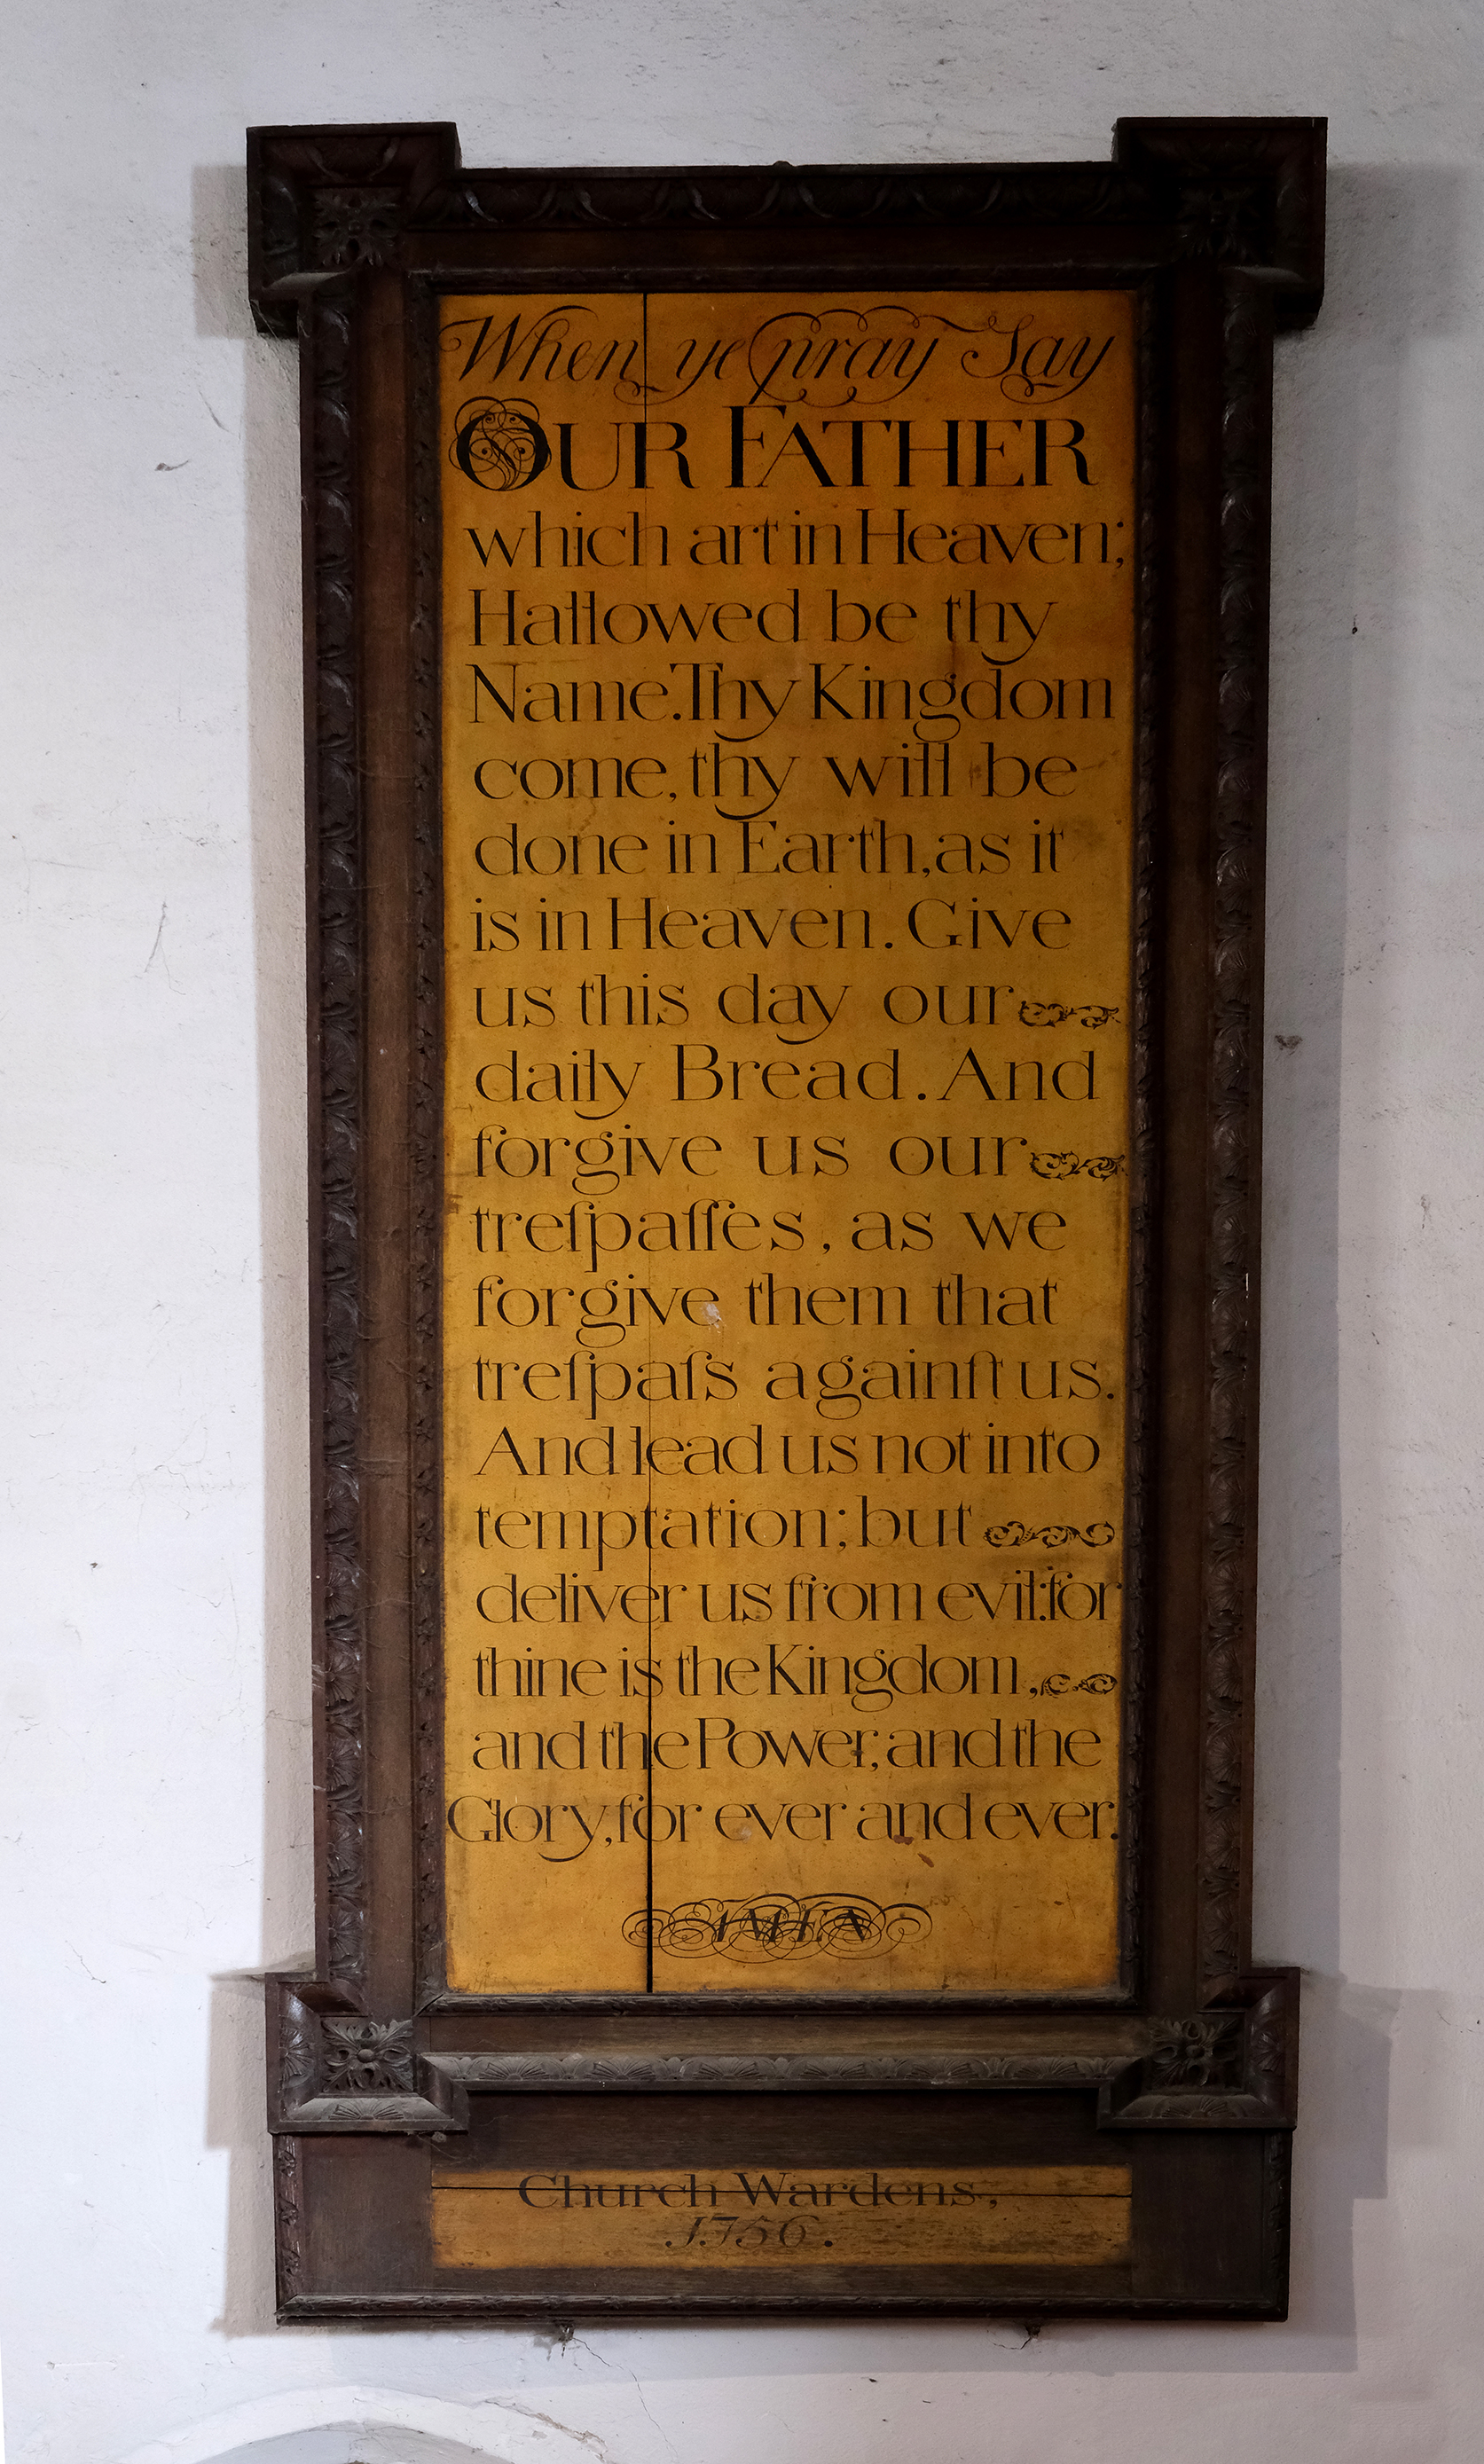 When ye pray Say
OUR FATHER
which art in Heaven;
Hallowed be thy
Name. Thy Kingdom
come, thy will be
done in Earth, as it
is in Heaven. Give
us this day our
daily Bread. And
forgive us our
treſpaſſes, as we
forgive them that
treſpaſs againſt us.
And lead us not into
temptation; but
deliver us from evil: for
thine is the Kingdom,
and the Power, and the
Glory, for ever and ever.
AMEN
Church Wardens,
1756.